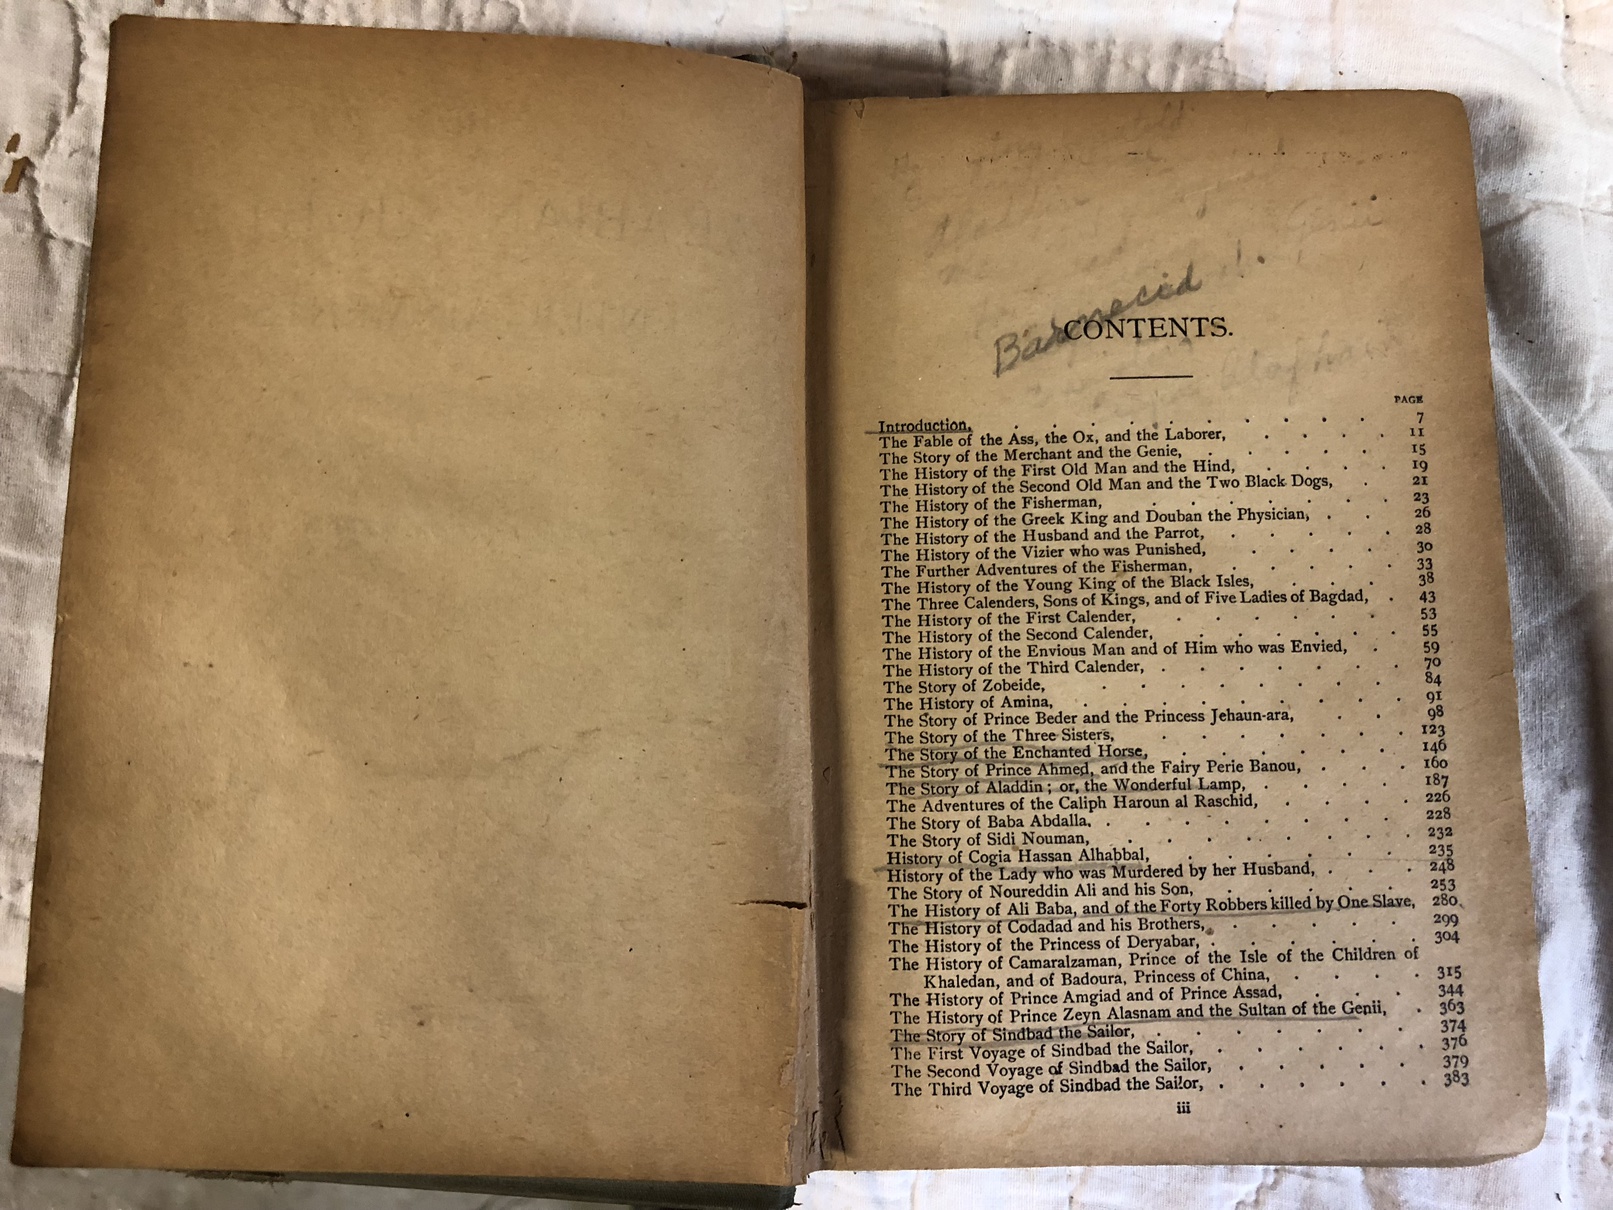 Genii
CONTENTS.
PAGE
Introduction, . . . . . . . . 7
The Fable of the Ass, the Ox, and the Laborer, . . . . 11
The Story of the Merchant and the Genie, . . . . . 15
The History of the First Old Man and the Hind, . . . . 19
The History of the Second Old Man and the Two Black Dogs, . 21
The History of the Fisherman, . . . . . . 23
The History of the Greek King and Douban the Physician, . . 26
The History of the Husband and the Parrot, . . . . . 28
The History of the Vizier who was Punished, . . . . 30
The Further Adventures of the Fisherman, . . . . . 33
The History of the Young King of the Black Isles, . . . 38
The Three Calenders, Sons of Kings, and of Five Ladies of Bagdad, . 43
The History of the First Calender, . . . . . . 53
The History of the Second Calender, . . . . . . 55
The History of the Envious Man and of Him who was Envied, . 59
The History of the Third Calender, . . . . . . 70
The Story of Zobeide, . . . . . . . 84
The History of Amina, . . . . . . . . 91
The Story of Prince Beder and the Princess Jehaun-ara, . . 98
The Story of the Three Sisters, . . . . . . . 123
The Story of the Enchanted Horse, . . . . . . 146
The Story of Prince Ahmed, and the Fairy Perie Banou, . . . 160
The Story of Aladdin ; or, the Wonderful Lamp, . . . . 187
The Adventures of the Caliph Haroun al Raschid, . . . . 226
The Story of Baba Abdalla, . . . . . . . 228
The Story of Sidi Nouman, . . . . . . . . 232
History of Cogia Hassan Alhabbal, . . . . . . 235
History of the Lady who was Murdered by her Husband, . . . 248
The Story of Noureddin Ali and his Son, . . . . . 253
The History of Ali Baba, and of the Forty Robbers killed by One Slave, 280
The History of Codadad and his Brothers, . . . . . 299
The History of the Princess of Deryabar, . . . . . . 304
The History of Camaralzaman, Prince of the Isle of the Children of
Khaledan, and of Badoura, Princess of China, . . . . 315
The History of Prince Amgiad and of Prince Assad, . . . 344
The History of Prince Zeyn Alasnam and the Sultan of the Genii, . 363
The Story of Sindbad the Sailor, . . . . . . . 374
The First Voyage of Sindbad the Sailor, . . . . . . 376
The Second Voyage of Sindbad the Sailor, . . . . . 379
The Third Voyage of Sindbad the Sailor, . . . . . . 383
iii